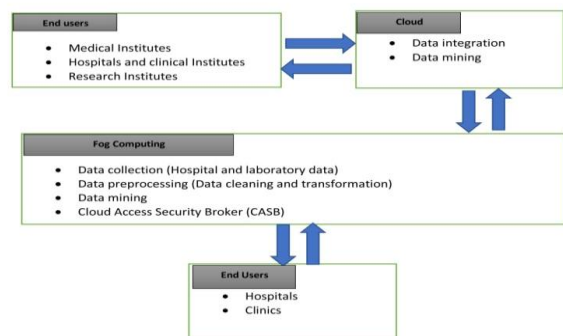 End users
• Medical Institutes
• Hospitals and clinical Institutes
• Research Institutes
Cloud
• Data integration
• Data mining
Fog Computing
• Data collection (Hospital and laboratory data)
• Data preprocessing (Data cleaning and transformation)
• Data mining
• Cloud Access Security Broker (CASB)
End Users
• Hospitals
• Clinics